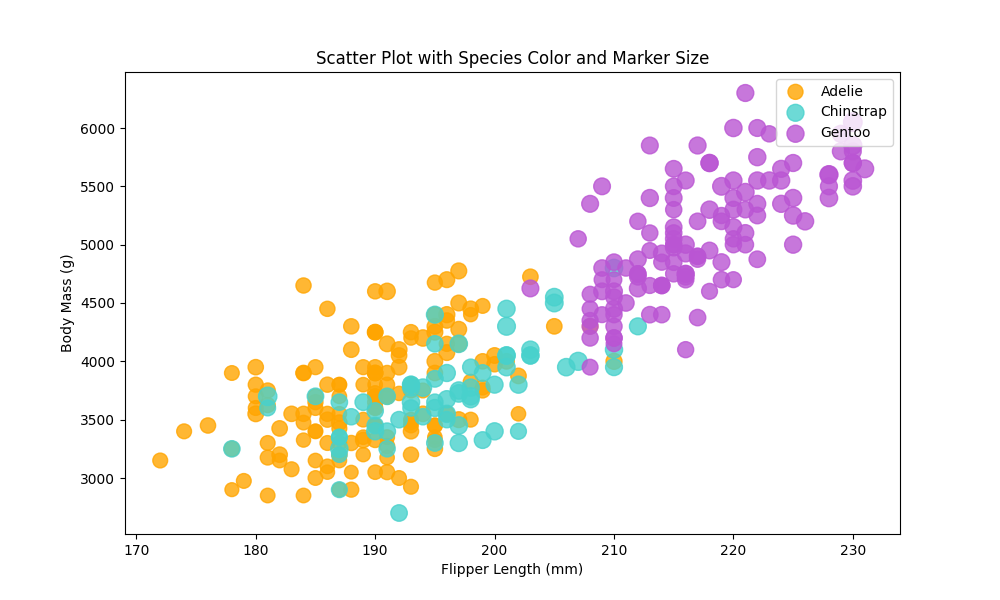 Scatter Plot with Species Color and Marker Size
Adelie
Chinstrap
Gentoo
6000
5500
5000
4500
4000
3500
3000
Body Mass (g)
170 180 190 200 210 220 230
Flipper Length (mm)